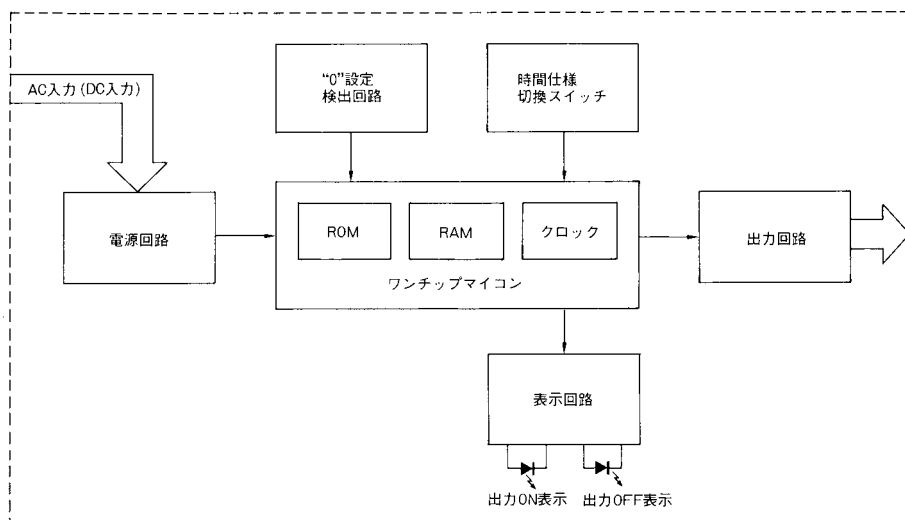 AC入力(DC入力)
“0”設定
検出回路
時間仕様
切換スイッチ
電源回路
ROM
RAM
クロック
ワンチップマイコン
出力回路
表示回路
出力ON表示
出力OFF表示